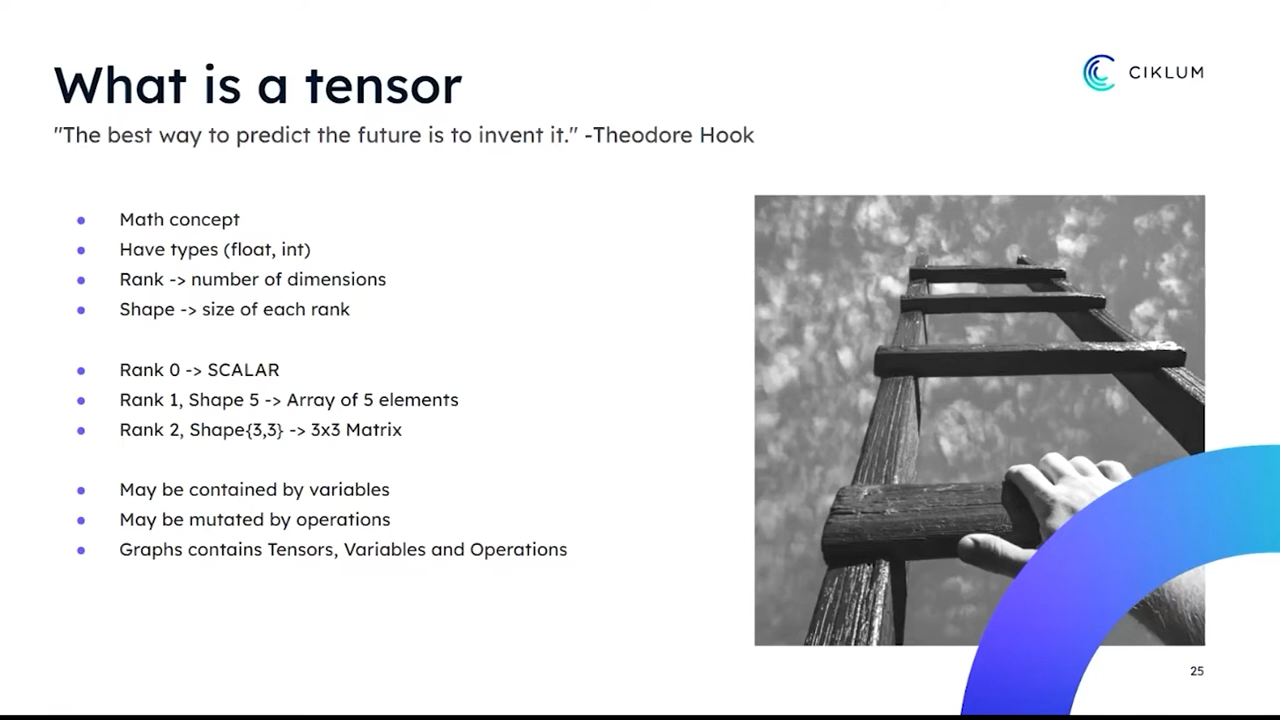 What is a tensor
CIKLUM
"The best way to predict the future is to invent it." -Theodore Hook
Math concept
Have types (float, int)
Rank -> number of dimensions
Shape -> size of each rank
Rank 0 -> SCALAR
Rank 1, Shape 5 -> Array of 5 elements
Rank 2, Shape{3,3} -> 3x3 Matrix
May be contained by variables
May be mutated by operations
Graphs contains Tensors, Variables and Operations
25